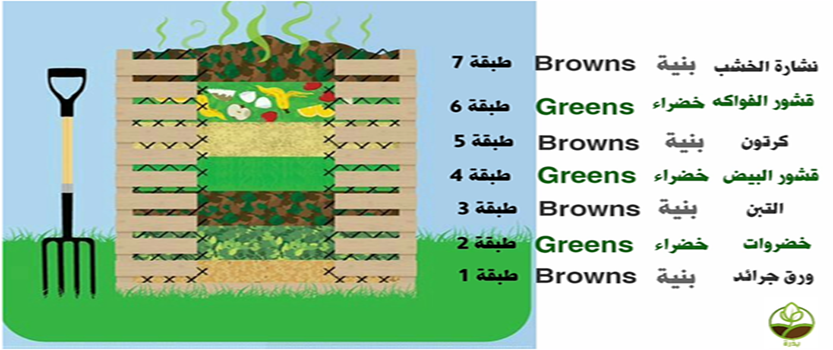 طبقة 7 Browns بنية نشارة الخشب
طبقة 6 Greens خضراء قشور الفواكه
طبقة 5 Browns بنية كرتون
طبقة 4 Greens خضراء قشور البيض
طبقة 3 Browns بنية التبن
طبقة 2 Greens خضراء خضروات
طبقة 1 Browns بنية ورق جرائد
بذرة